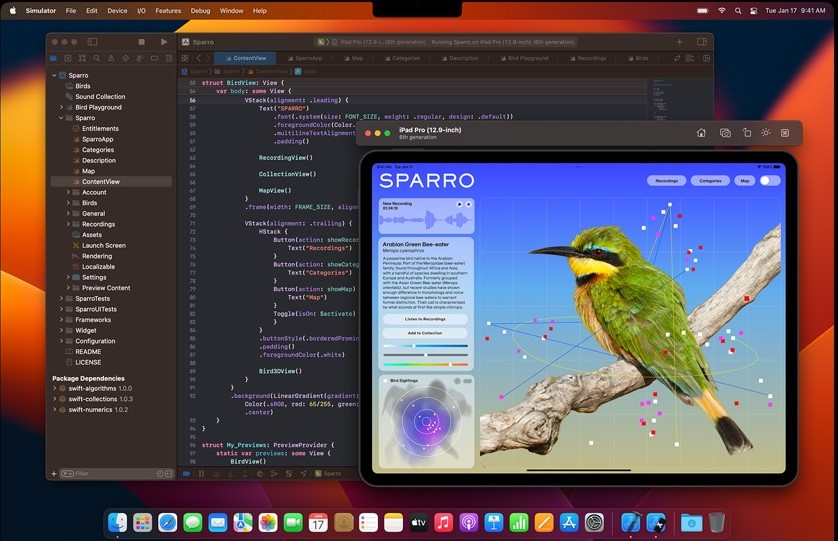 Simulator File Edit Device I/O Features Debug Window Help
Tue Jan 17 9:41 AM
Sparro
iPad Pro (12.9-i…/6th generation) Running Sparro on iPad Pro (12.9-inch) (6th generation)
ContentView SparroApp Map Categories Description Bird Playground Recordings Birds
Sparro Sparro ContentView body
Sparro
Birds
Sound Collection
Bird Playground
Sparro
Entitlements
SparroApp
Categories
Description
Map
ContentView
Account
Birds
General
Recordings
Assets
Launch Screen
Rendering
Localizable
Settings
Preview Content
SparroTests
SparroUITests
Frameworks
Widget
Configuration
README
LICENSE
Package Dependencies
swift-algorithms 1.0.0
swift-collections 1.0.3
swift-numerics 1.0.2
Filter
struct BirdView: View {
var body: some View {
VStack(alignment: .leading) {
Text("SPARRO")
.font(.system(size: FONT_SIZE, weight: .regular, design: .default))
.foregroundColor(Color.
.multilineTextAlignment
.padding()
RecordingView()
CollectionView()
MapView()
}
.frame(width: FRAME_SIZE, alignm
VStack(alignment: .trailing) {
HStack {
Button(action: showRecor
Text("Recordings")
}
Button(action: showCateg
Text("Categories")
}
Button(action: showMap)
Text("Map")
}
Toggle(isOn: $activate)
}
}
.buttonStyle(.borderedPromin
.padding()
.foregroundColor(.white)
Bird3DView()
}
}
.background(LinearGradient(gradient:
Color(.sRGB, red: 65/255, green:
.center)
}
}
struct My_Previews: PreviewProvider {
static var previews: some View {
BirdView()
Sparro
iPad Pro (12.9-inch)
6th generation
SPARRO
Recordings Categories Map
New Recording
01:34:15
Arabian Green Bee-eater
Merops cyanophrys
A passerine bird native to the Arabian
Peninsula. Part of the Meropidae (bee-eater)
family, found throughout Africa and Asia,
with a handful of species dwelling in southern
Europe and Australia. Formerly grouped
with the Asian Green Bee-eater (Merops
orientalis), but recent studies have shown
enough difference in morphology and voice
between regional bee-eaters to warrant
formal distinction. Their call is characterized
by what sounds at first like simple chirrups.
Listen to Recordings
Add to Collection
Bird Sightings
JAN
17
tv